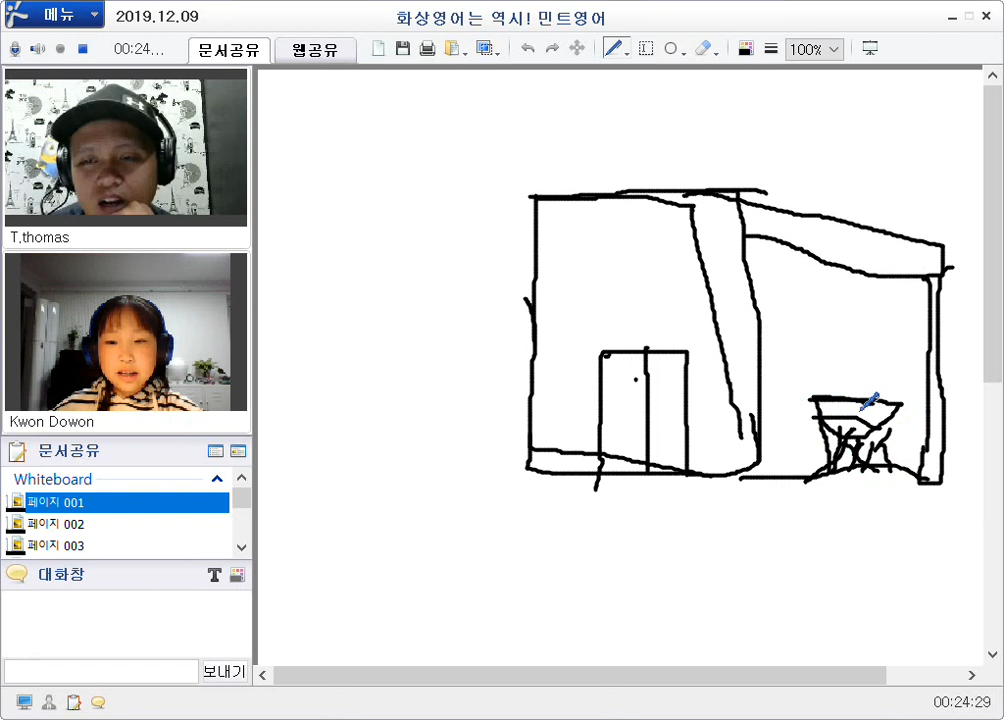 메뉴
2019.12.09
화상영어는 역시! 민트영어
00:24...
문서공유
웹공유
100%
T.thomas
Kwon Dowon
문서공유
Whiteboard
페이지 001
페이지 002
페이지 003
대화창
T
보내기
00:24:29